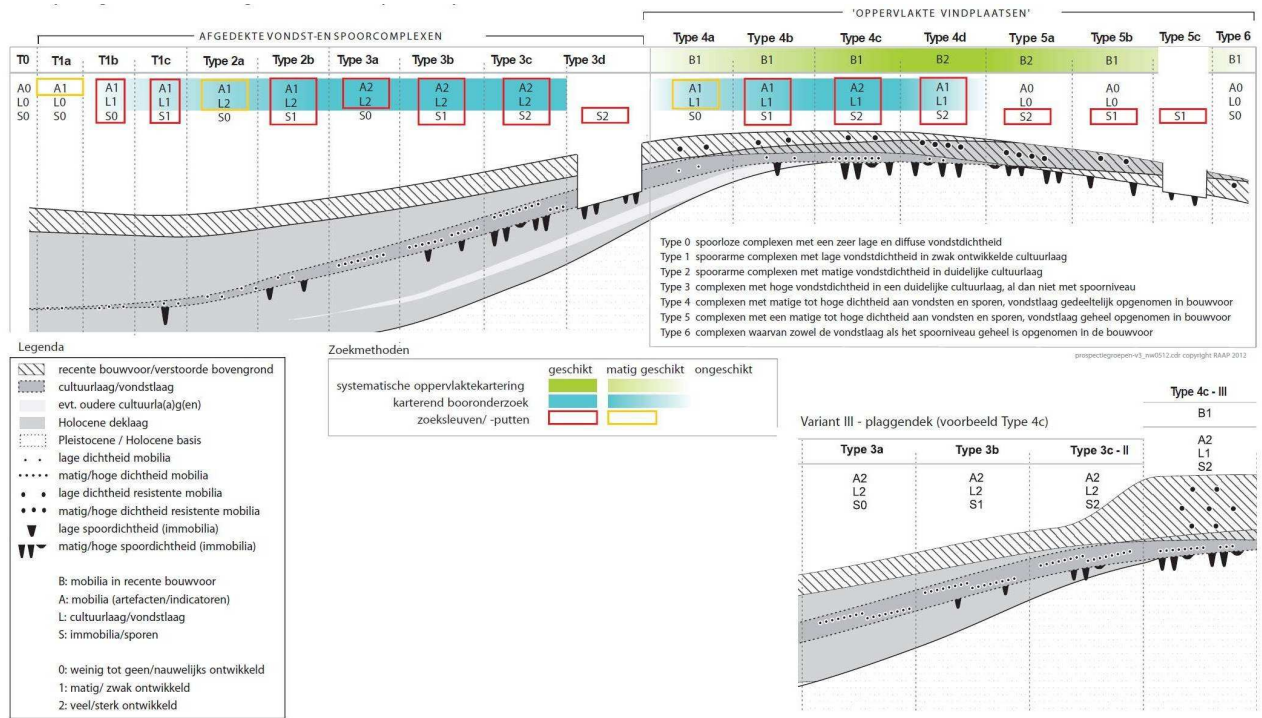 'OPPERVLAKTE VINDPLAATSEN'
AFGEDEKTE VONDST-EN SPOORCOMPLEXEN
T0 T1a T1b T1c Type 2a Type 2b Type 3a Type 3b Type 3c Type 3d Type 4a Type 4b Type 4c Type 4d Type 5a Type 5b Type 5c Type 6
B1 B1 B1 B2 B2 B1 B1
A0 A1 A1 A1 A1 A1 A2 A2 A2 A1 A1 A2 A1 A0 A0 A0
L0 L0 L1 L1 L2 L2 L2 L2 L2 L1 L1 L1 L1 L0 L0 L0
S0 S0 S0 S1 S0 S1 S0 S1 S2 S2 S0 S1 S2 S2 S2 S1 S1 S0
Type 0 spoorloze complexen met een zeer lage en diffuse vondstdichtheid
Type 1 spoorarme complexen met lage vondstdichtheid in zwak ontwikkelde cultuurlaag
Type 2 spoorarme complexen met matige vondstdichtheid in duidelijke cultuurlaag
Type 3 complexen met hoge vondstdichtheid in een duidelijke cultuurlaag, al dan niet met spoorniveau
Type 4 complexen met matige tot hoge dichtheid aan vondsten en sporen, vondstlaag gedeeltelijk opgenomen in bouwvoor
Type 5 complexen met een matige tot hoge dichtheid aan vondsten en sporen, vondstlaag geheel opgenomen in bouwvoor
Type 6 complexen waarvan zowel de vondstlaag als het spoorniveau geheel is opgenomen in de bouwvoor
prospectiegroepen-v3_nw0512.cdr copyright RAAP 2012
Legenda
recente bouwvoor/verstoorde bovengrond
cultuurlaag/vondstlaag
evt. oudere cultuurla(a)g(en)
Holocene deklaag
Pleistocene / Holocene basis
lage dichtheid mobilia
matig/hoge dichtheid mobilia
lage dichtheid resistente mobilia
matig/hoge dichtheid resistente mobilia
lage spoordichtheid (immobilia)
matig/hoge spoordichtheid (immobilia)
B: mobilia in recente bouwvoor
A: mobilia (artefacten/indicatoren)
L: cultuurlaag/vondstlaag
S: immobilia/sporen
0: weinig tot geen/nauwelijks ontwikkeld
1: matig/ zwak ontwikkeld
2: veel/sterk ontwikkeld
Zoekmethoden
geschikt matig geschikt ongeschikt
systematische oppervlaktekartering
karterend booronderzoek
zoeksleuven/ -putten
Variant III - plaggendek (voorbeeld Type 4c)
Type 4c - III
B1
A2
L1
S2
Type 3a Type 3b Type 3c - II
A2 A2 A2
L2 L2 L2
S0 S1 S2